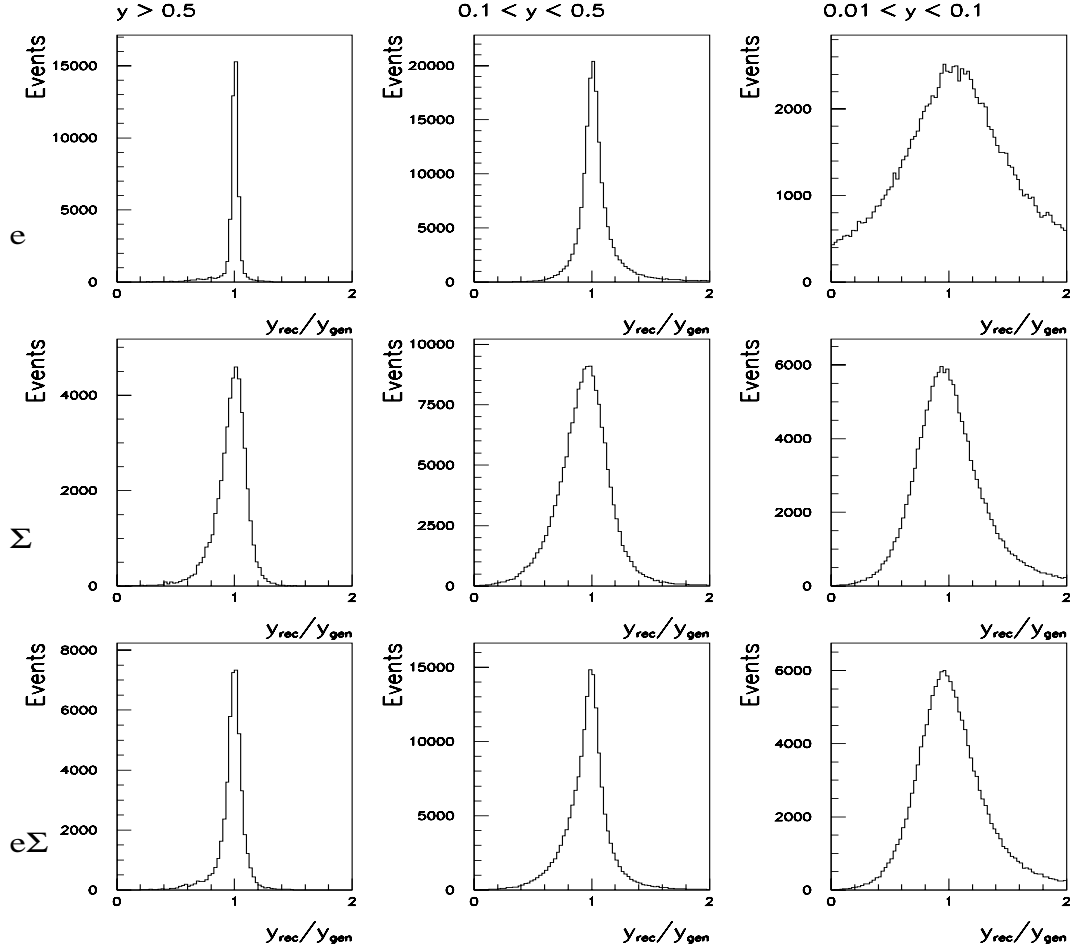 y > 0.5
0.1 < y < 0.5
0.01 < y < 0.1
e
Events
15000
10000
5000
0
0 1 2
y_rec/y_gen
Events
20000
17500
15000
12500
10000
7500
5000
2500
0
0 1 2
y_rec/y_gen
Events
2000
1000
0
0 1 2
y_rec/y_gen
Σ
Events
4000
2000
0
0 1 2
y_rec/y_gen
Events
10000
7500
5000
2500
0
0 1 2
y_rec/y_gen
Events
6000
4000
2000
0
0 1 2
y_rec/y_gen
eΣ
Events
8000
6000
4000
2000
0
0 1 2
y_rec/y_gen
Events
15000
10000
5000
0
0 1 2
y_rec/y_gen
Events
6000
4000
2000
0
0 1 2
y_rec/y_gen